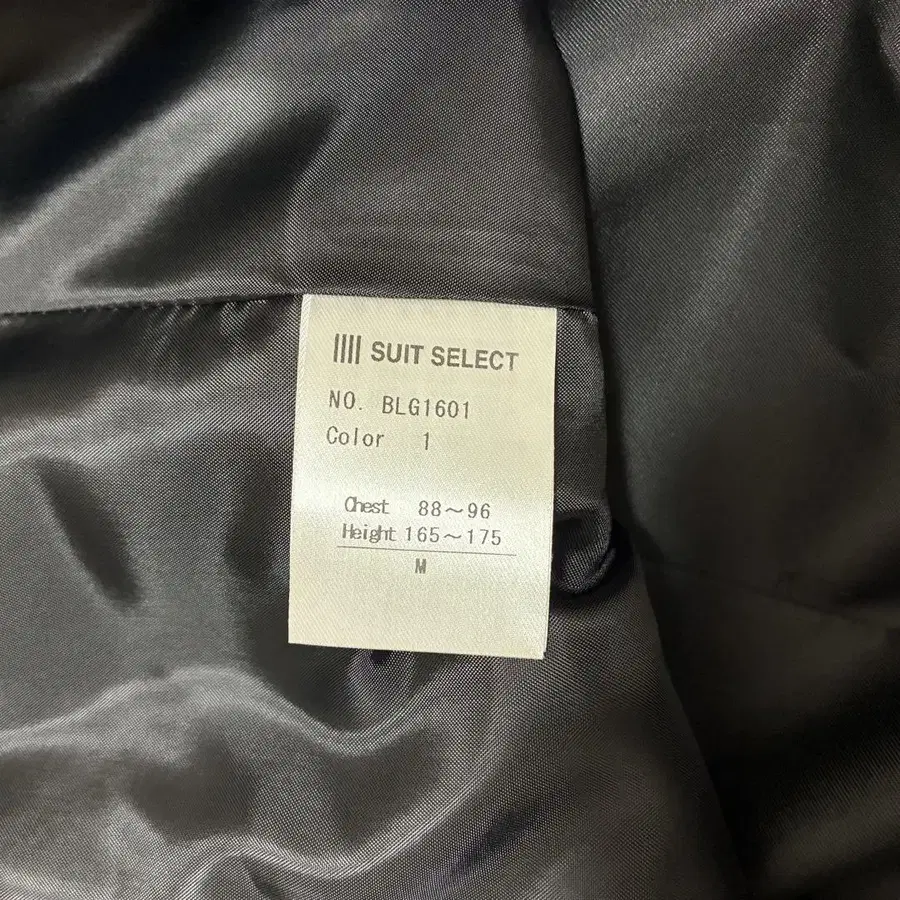 SUIT SELECT
NO. BLG1601
Color 1
Chest 88～96
Height 165～175
M